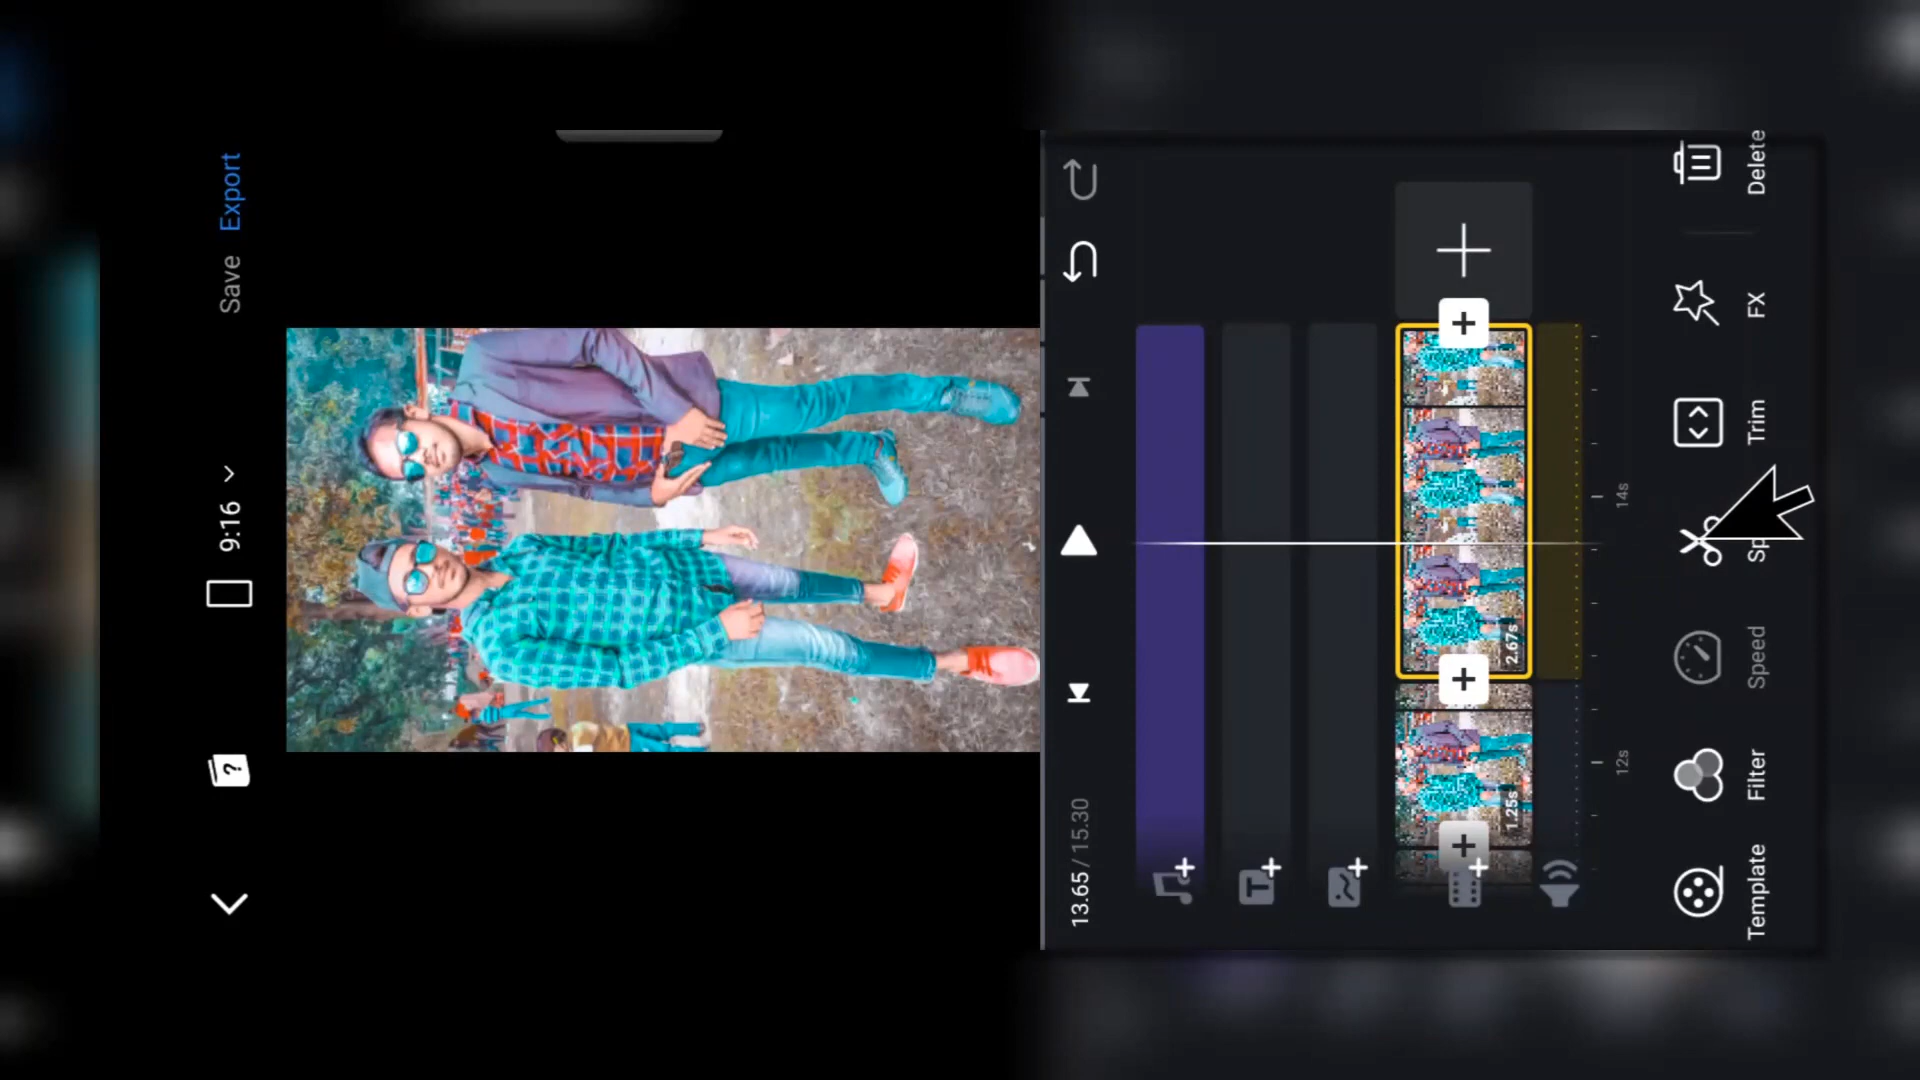 9:16
Save
Export
?
13.65 / 15.30
T
2.67s
1.25s
12s
14s
Template
Filter
Speed
Trim
FX
Delete